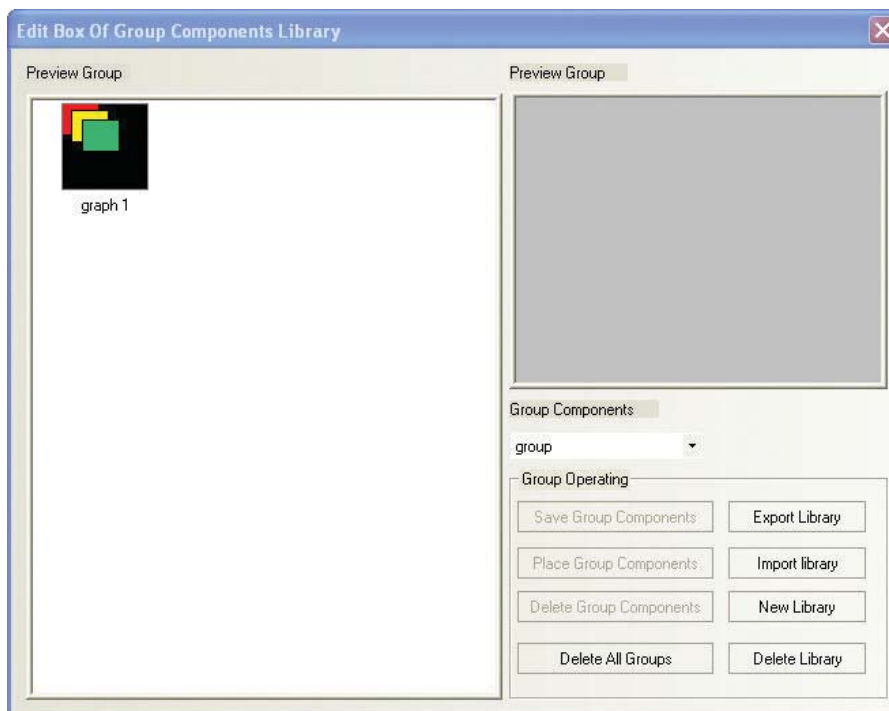 Edit Box Of Group Components Library
Preview Group
graph 1
Preview Group
Group Components
group
Group Operating
Save Group Components
Export Library
Place Group Components
Import library
Delete Group Components
New Library
Delete All Groups
Delete Library